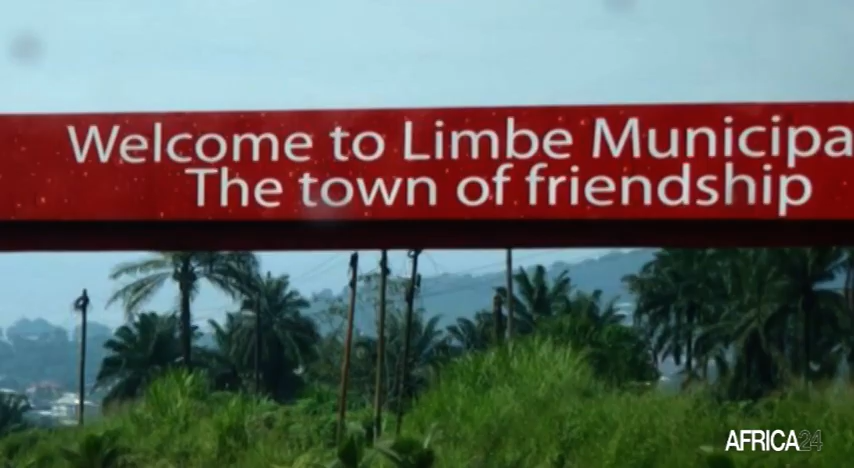 Welcome to Limbe Municipa
The town of friendship
AFRICA24